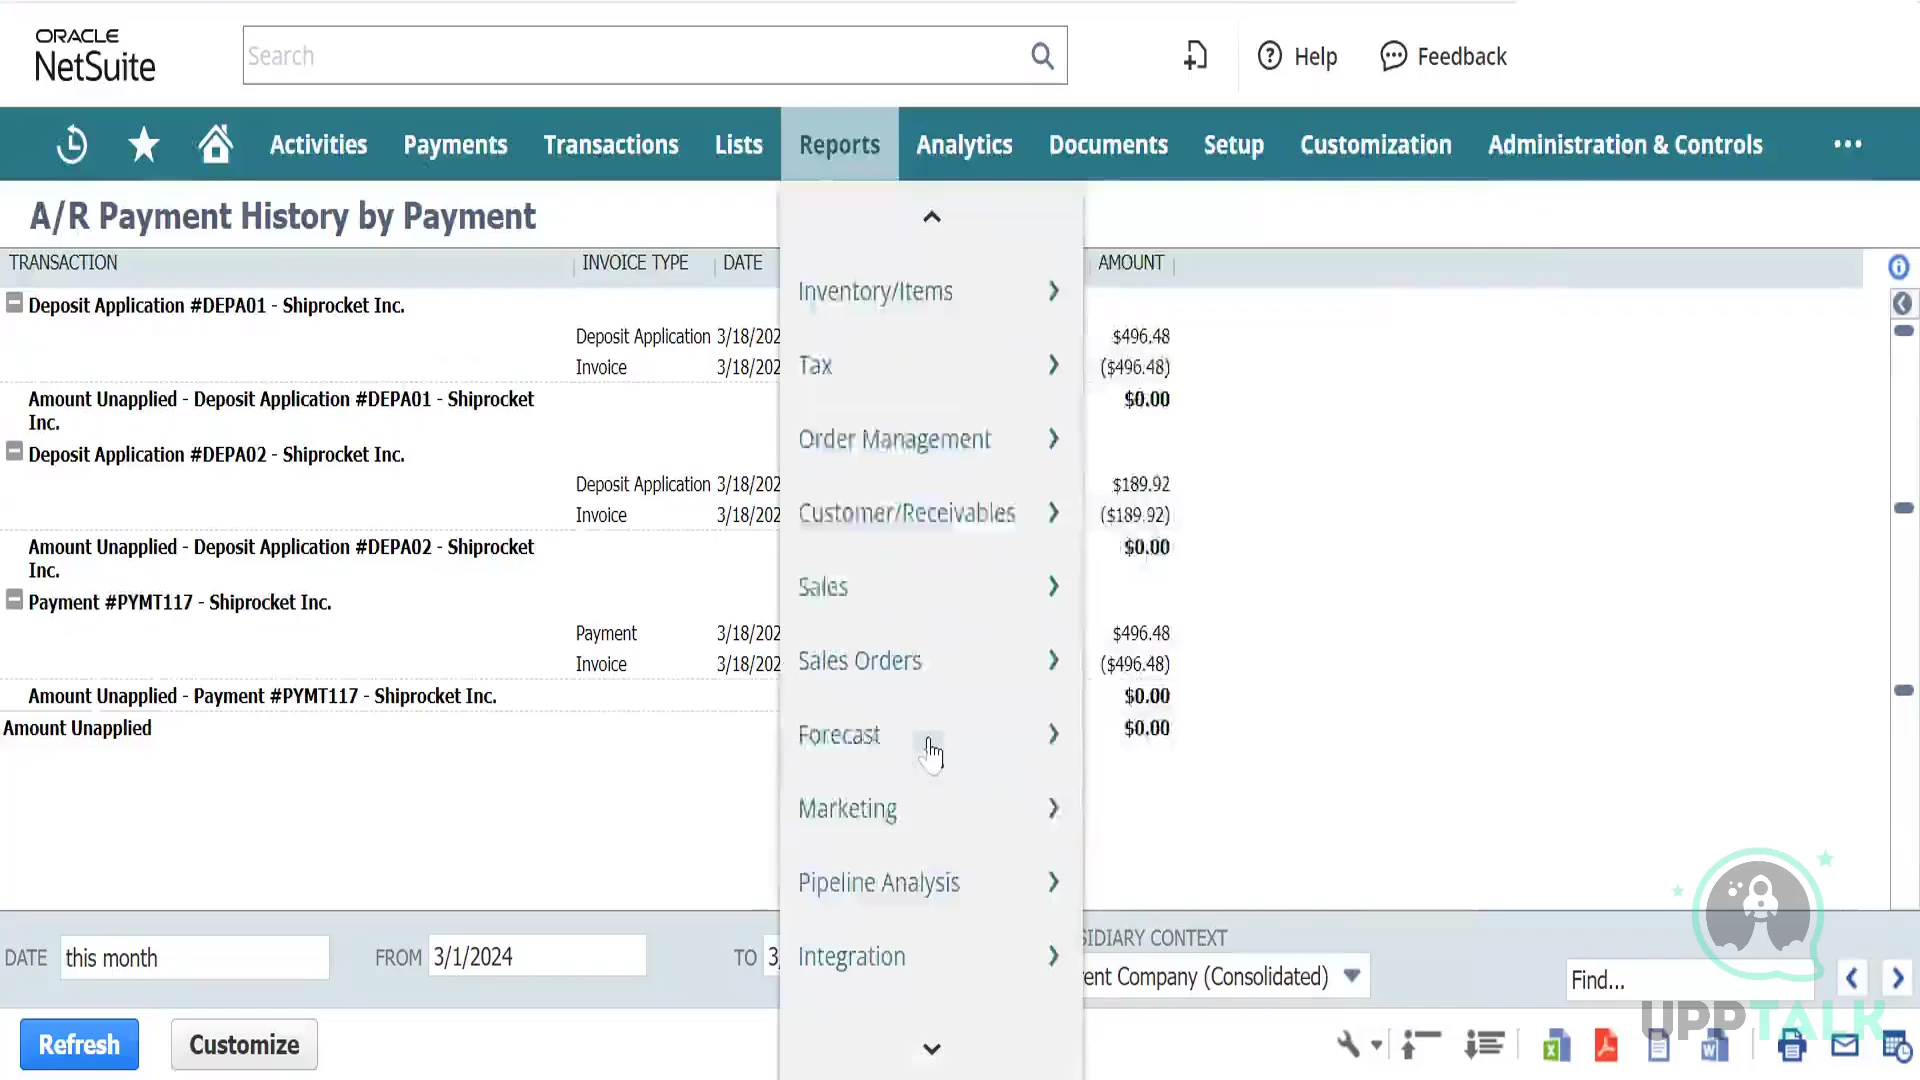 ORACLE
NetSuite
Search
Help
Feedback
Activities
Payments
Transactions
Lists
Reports
Analytics
Documents
Setup
Customization
Administration & Controls
A/R Payment History by Payment
TRANSACTION
INVOICE TYPE
DATE
AMOUNT
Deposit Application #DEPA01 - Shiprocket Inc.
Deposit Application 3/18/202 $496.48
Invoice 3/18/202 ($496.48)
Amount Unapplied - Deposit Application #DEPA01 - Shiprocket
Inc.
$0.00
Deposit Application #DEPA02 - Shiprocket Inc.
Deposit Application 3/18/202 $189.92
Invoice 3/18/202 ($189.92)
Amount Unapplied - Deposit Application #DEPA02 - Shiprocket
Inc.
$0.00
Payment #PYMT117 - Shiprocket Inc.
Payment 3/18/202 $496.48
Invoice 3/18/202 ($496.48)
Amount Unapplied - Payment #PYMT117 - Shiprocket Inc. $0.00
Amount Unapplied $0.00
Inventory/Items
Tax
Order Management
Customer/Receivables
Sales
Sales Orders
Forecast
Marketing
Pipeline Analysis
Integration
DATE this month
FROM 3/1/2024
TO 3
SIDIARY CONTEXT
ent Company (Consolidated)
Find...
Refresh
Customize
UPPTALK